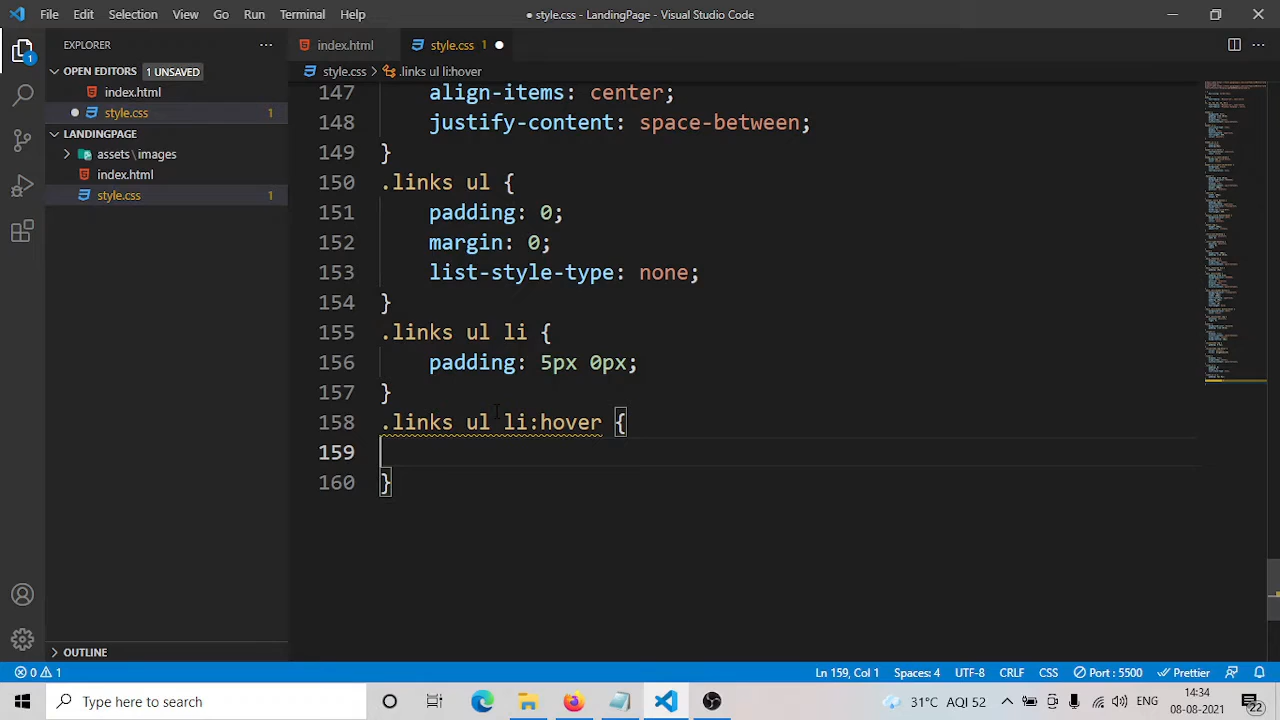 File Edit Selection View Go Run Terminal Help
● style.css - LandingPage - Visual Studio Code
EXPLORER
index.html
style.css 1
OPEN EDITORS 1 UNSAVED
style.css > .links ul li:hover
index.html
style.css 1
LANDINGPAGE
assets\images
index.html
style.css 1
147 align-items: center;
148 justify-content: space-between;
149 }
150 .links ul {
151 padding: 0;
152 margin: 0;
153 list-style-type: none;
154 }
155 .links ul li {
156 padding: 5px 0px;
157 }
158 .links ul li:hover {
159
160 }
OUTLINE
0 1
Ln 159, Col 1 Spaces: 4 UTF-8 CRLF CSS Port : 5500 Prettier
Type here to search
31°C AQI 52
ENG
14:34
08-08-2021
22